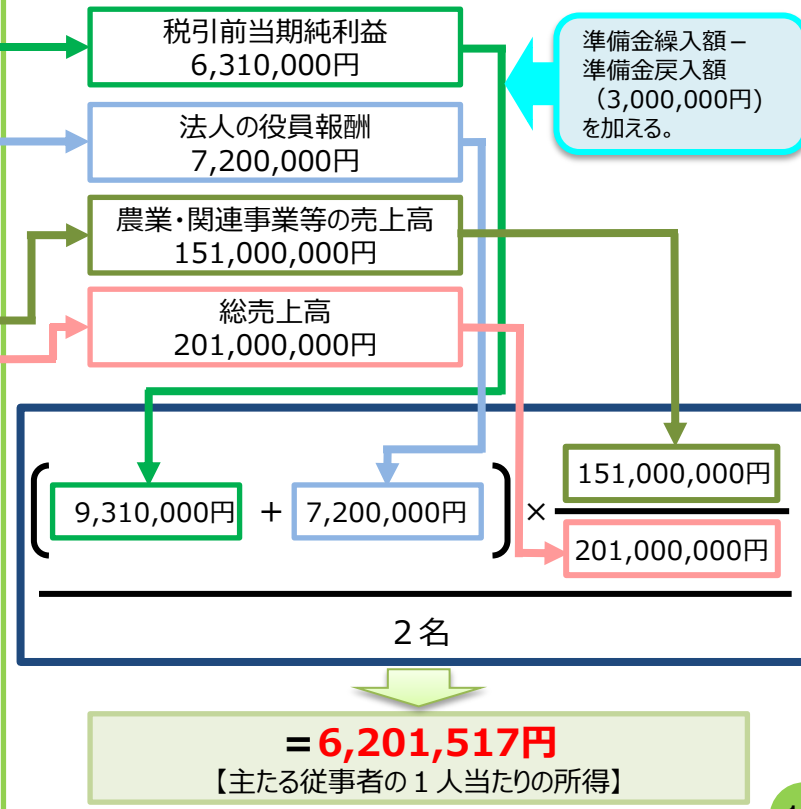 税引前当期純利益
6,310,000円
準備金繰入額－
準備金戻入額
（3,000,000円)
を加える。
法人の役員報酬
7,200,000円
農業・関連事業等の売上高
151,000,000円
総売上高
201,000,000円
( 9,310,000円 + 7,200,000円 ) ×
151,000,000円
201,000,000円
２名
＝6,201,517円
【主たる従事者の１人当たりの所得】